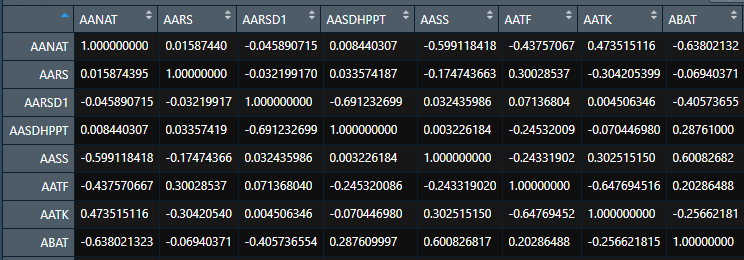 AANAT AARS AARSD1 AASDHPPT AASS AATF AATK ABAT
AANAT 1.000000000 0.01587440 -0.045890715 0.008440307 -0.599118418 -0.43757067 0.473515116 -0.63802132
AARS 0.015874395 1.00000000 -0.032199170 0.033574187 -0.174743663 0.30028537 -0.304205399 -0.06940371
AARSD1 -0.045890715 -0.03219917 1.000000000 -0.691232699 0.032435986 0.07136804 0.004506346 -0.40573655
AASDHPPT 0.008440307 0.03357419 -0.691232699 1.000000000 0.003226184 -0.24532009 -0.070446980 0.28761000
AASS -0.599118418 -0.17474366 0.032435986 0.003226184 1.000000000 -0.24331902 0.302515150 0.60082682
AATF -0.437570667 0.30028537 0.071368040 -0.245320086 -0.243319020 1.00000000 -0.647694516 0.20286488
AATK 0.473515116 -0.30420540 0.004506346 -0.070446980 0.302515150 -0.64769452 1.000000000 -0.25662181
ABAT -0.638021323 -0.06940371 -0.405736554 0.287609997 0.600826817 0.20286488 -0.256621815 1.00000000